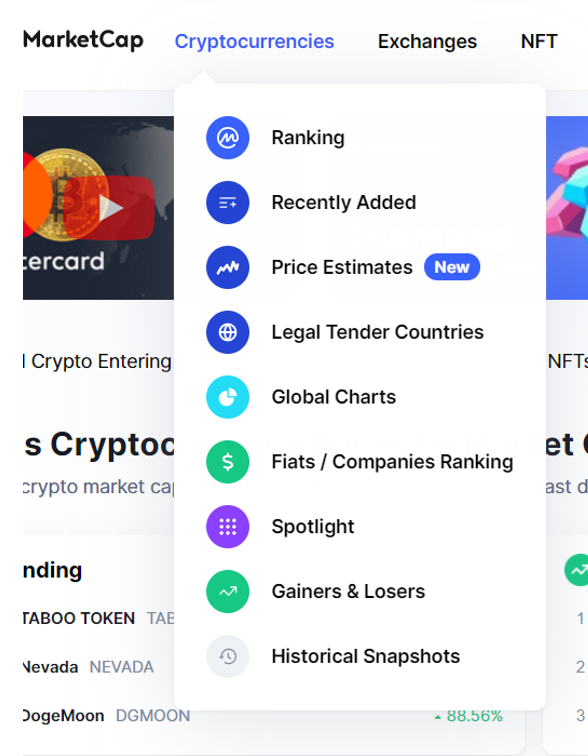 MarketCap Cryptocurrencies Exchanges NFT
Ranking
Recently Added
Price Estimates New
Legal Tender Countries
Global Charts
Fiats / Companies Ranking
Spotlight
Gainers & Losers
Historical Snapshots
tercard
l Crypto Entering
NFTs
s Cryptoc
et
crypto market cap
ast d
nding
TABOO TOKEN TAB
1
Nevada NEVADA
2
DogeMoon DGMOON 88.56%
3